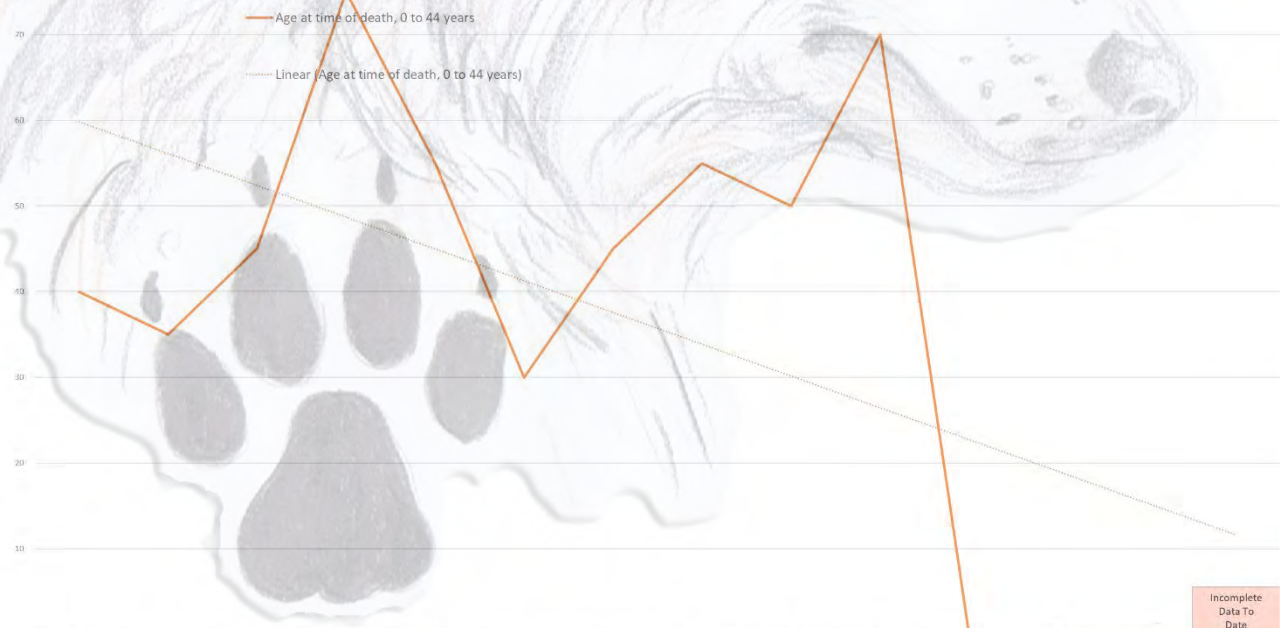 Age at time of death, 0 to 44 years
70
Linear (Age at time of death, 0 to 44 years)
60
50
40
30
20
10
Incomplete
Data To
Date